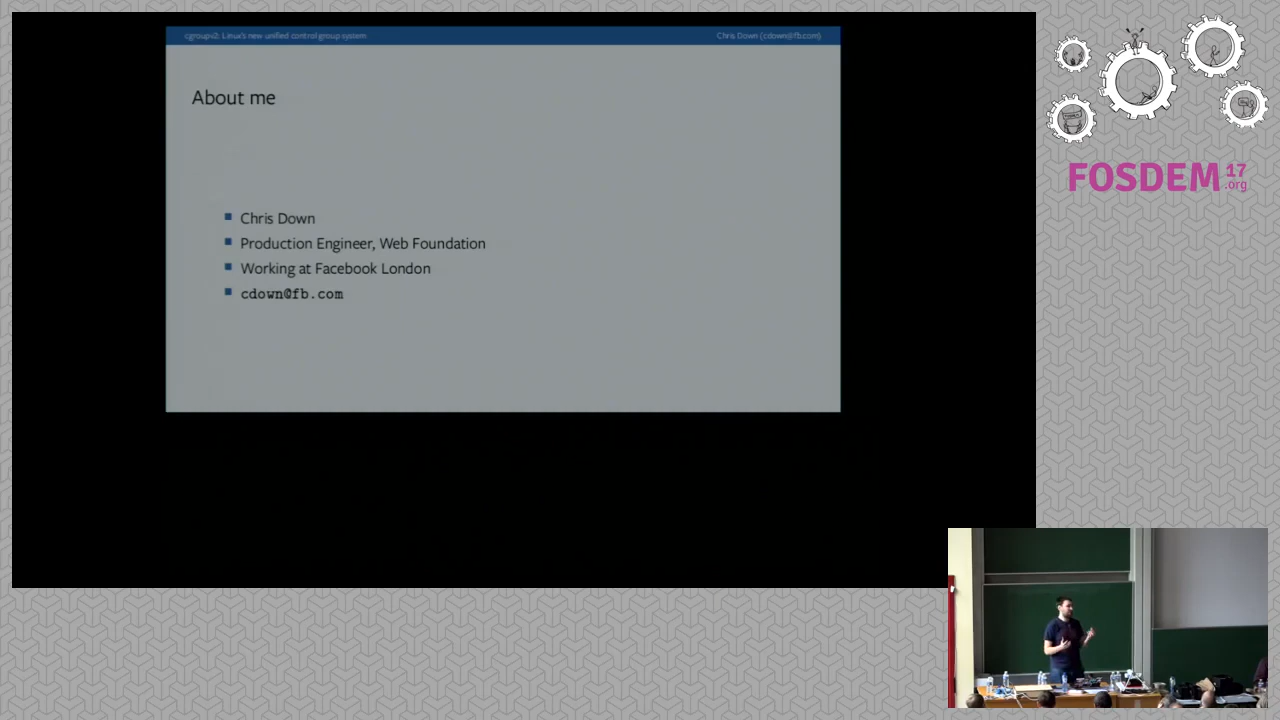 cgroupv2: Linux's new unified control group system
Chris Down (cdown@fb.com)
About me
Chris Down
Production Engineer, Web Foundation
Working at Facebook London
cdown@fb.com
FOSDEM 17
.org